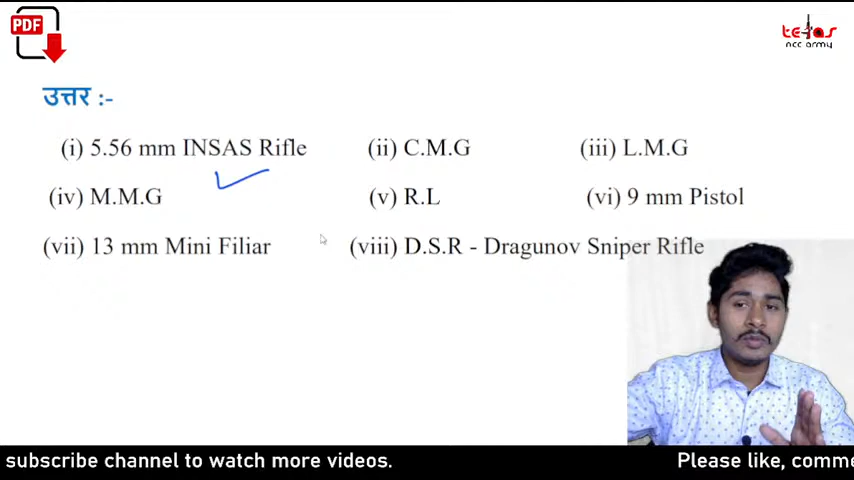 PDF
tejas
ncc army
उत्तर :-
(i) 5.56 mm INSAS Rifle (ii) C.M.G (iii) L.M.G
(iv) M.M.G (v) R.L (vi) 9 mm Pistol
(vii) 13 mm Mini Filiar (viii) D.S.R - Dragunov Sniper Rifle
subscribe channel to watch more videos. Please like, comme